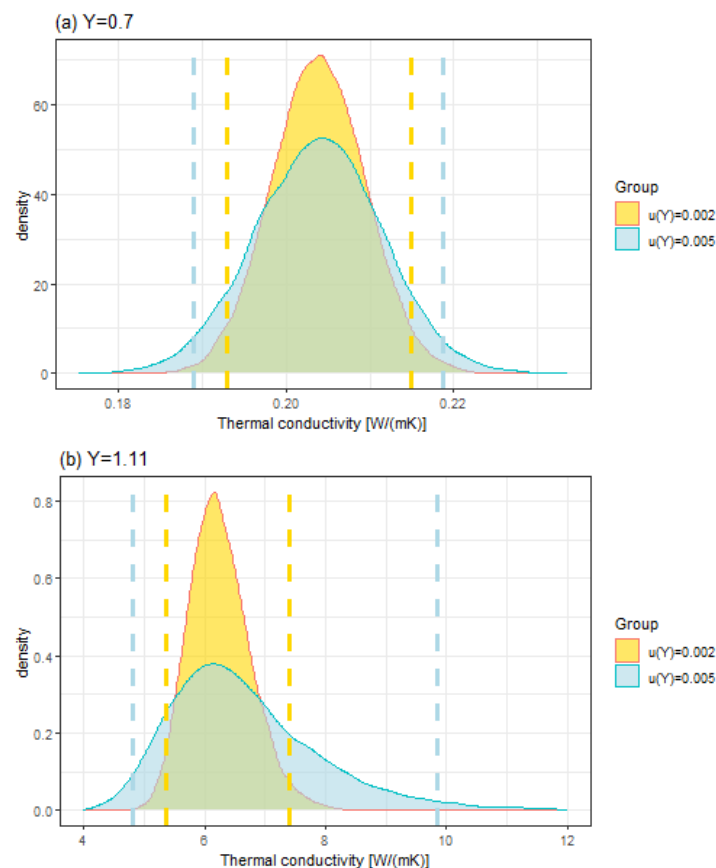 (a) Y=0.7
density
60
40
20
0
0.18
0.20
0.22
Thermal conductivity [W/(mK)]
Group
u(Y)=0.002
u(Y)=0.005
(b) Y=1.11
density
0.8
0.6
0.4
0.2
0.0
4
6
8
10
12
Thermal conductivity [W/(mK)]
Group
u(Y)=0.002
u(Y)=0.005